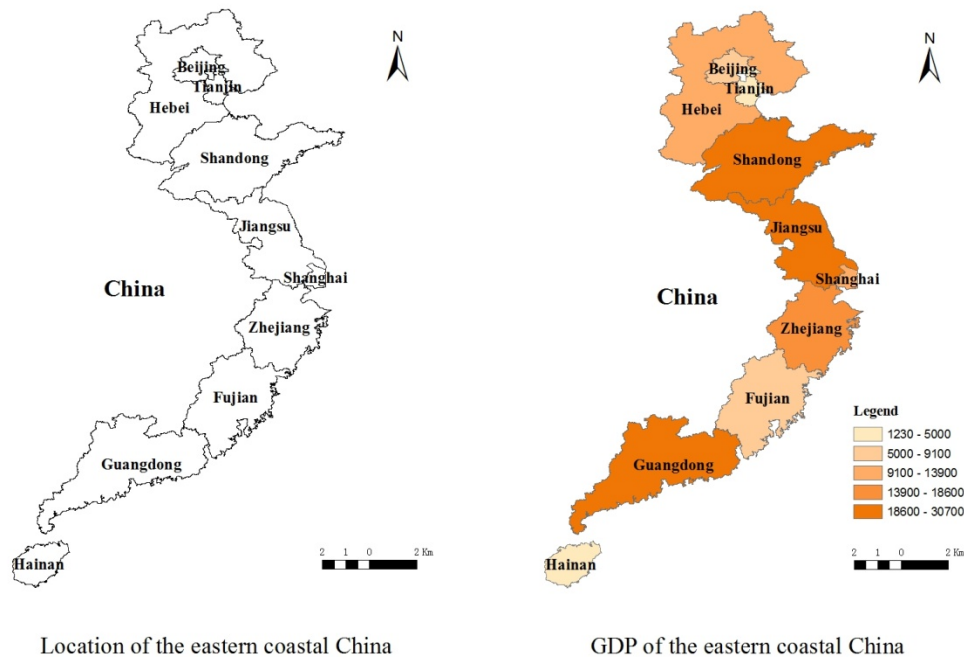 N
Beijing
Tianjin
Hebei
Shandong
Jiangsu
Shanghai
China
Zhejiang
Fujian
Guangdong
Hainan
2 1 0 2 Km
Location of the eastern coastal China
N
Beijing
Tianjin
Hebei
Shandong
Jiangsu
Shanghai
China
Zhejiang
Fujian
Guangdong
Hainan
Legend
1230 - 5000
5000 - 9100
9100 - 13900
13900 - 18600
18600 - 30700
2 1 0 2 Km
GDP of the eastern coastal China